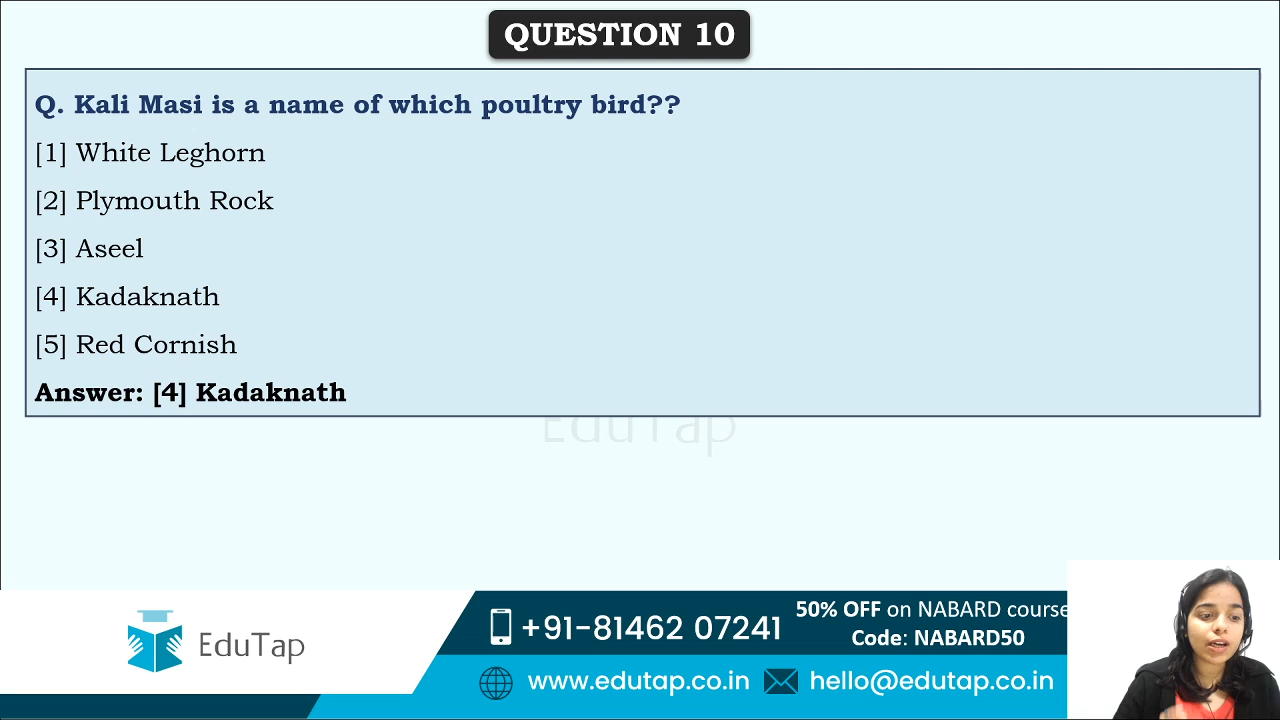 QUESTION 10
Q. Kali Masi is a name of which poultry bird??
[1] White Leghorn
[2] Plymouth Rock
[3] Aseel
[4] Kadaknath
[5] Red Cornish
Answer: [4] Kadaknath
EduTap
EduTap
+91-81462 07241
50% OFF on NABARD course
Code: NABARD50
www.edutap.co.in
hello@edutap.co.in